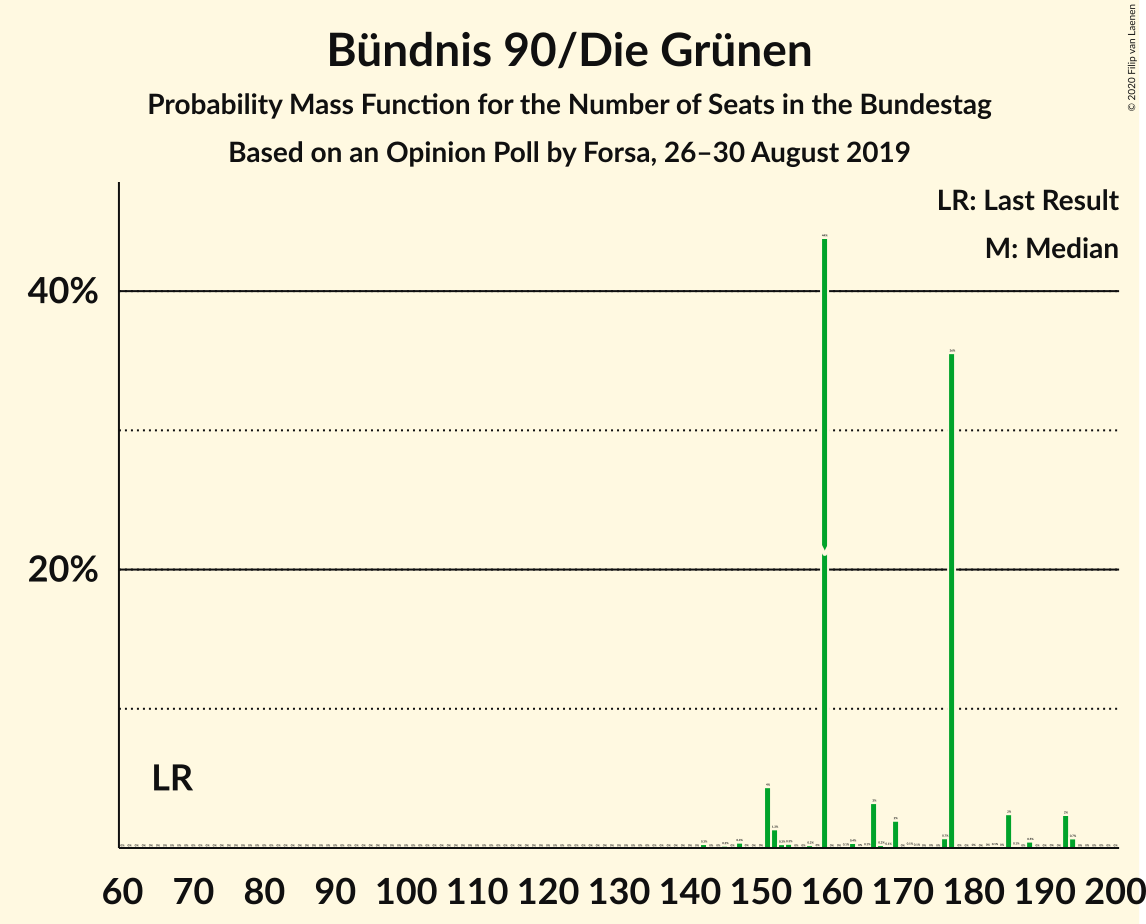 Bündnis 90/Die Grünen
Probability Mass Function for the Number of Seats in the Bundestag
Based on an Opinion Poll by Forsa, 26–30 August 2019
© 2020 Filip van Laenen
LR: Last Result
M: Median
40%
20%
LR
60 70 80 90 100 110 120 130 140 150 160 170 180 190 200